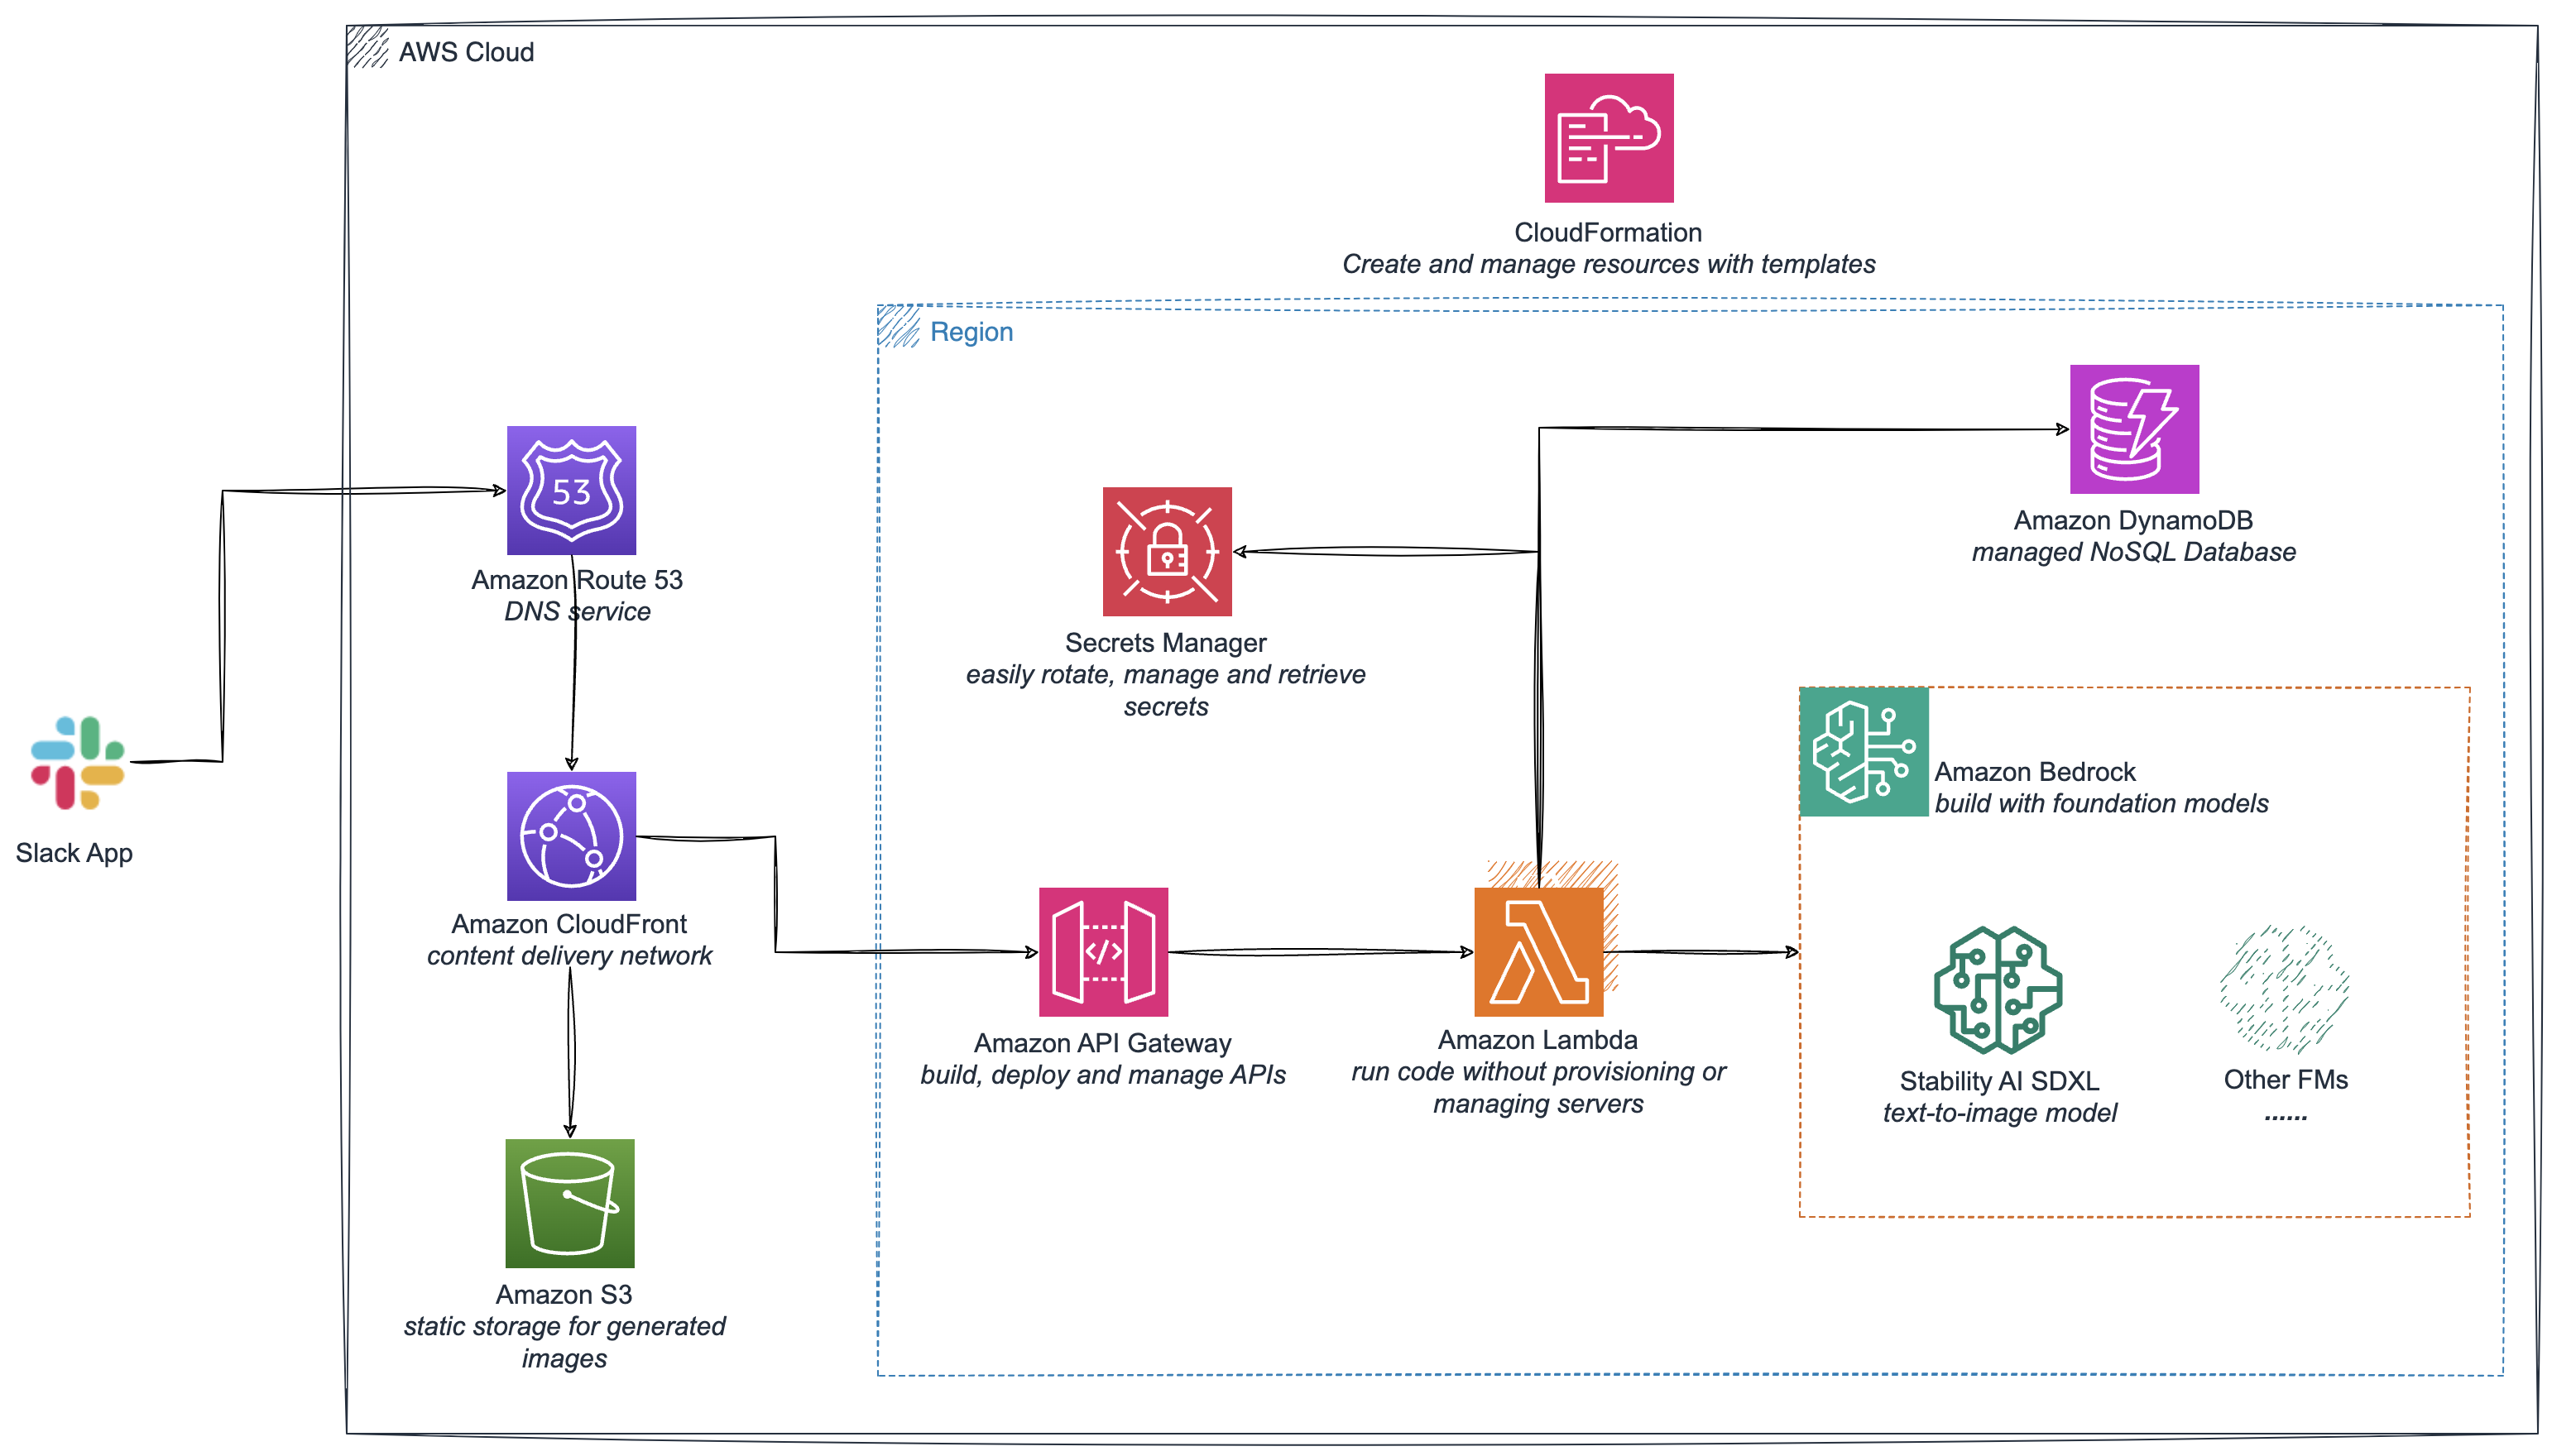 AWS Cloud
CloudFormation
Create and manage resources with templates
Region
53
Amazon Route 53
DNS service
Amazon DynamoDB
managed NoSQL Database
Secrets Manager
easily rotate, manage and retrieve
secrets
Slack App
Amazon Bedrock
build with foundation models
Amazon CloudFront
content delivery network
</>
Amazon API Gateway
build, deploy and manage APIs
Amazon Lambda
run code without provisioning or
managing servers
Stability AI SDXL
text-to-image model
Other FMs
......
Amazon S3
static storage for generated
images